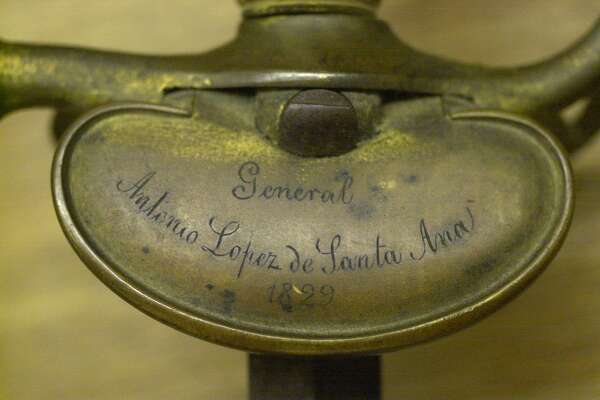 General
Antonio Lopez de Santa Ana
1829